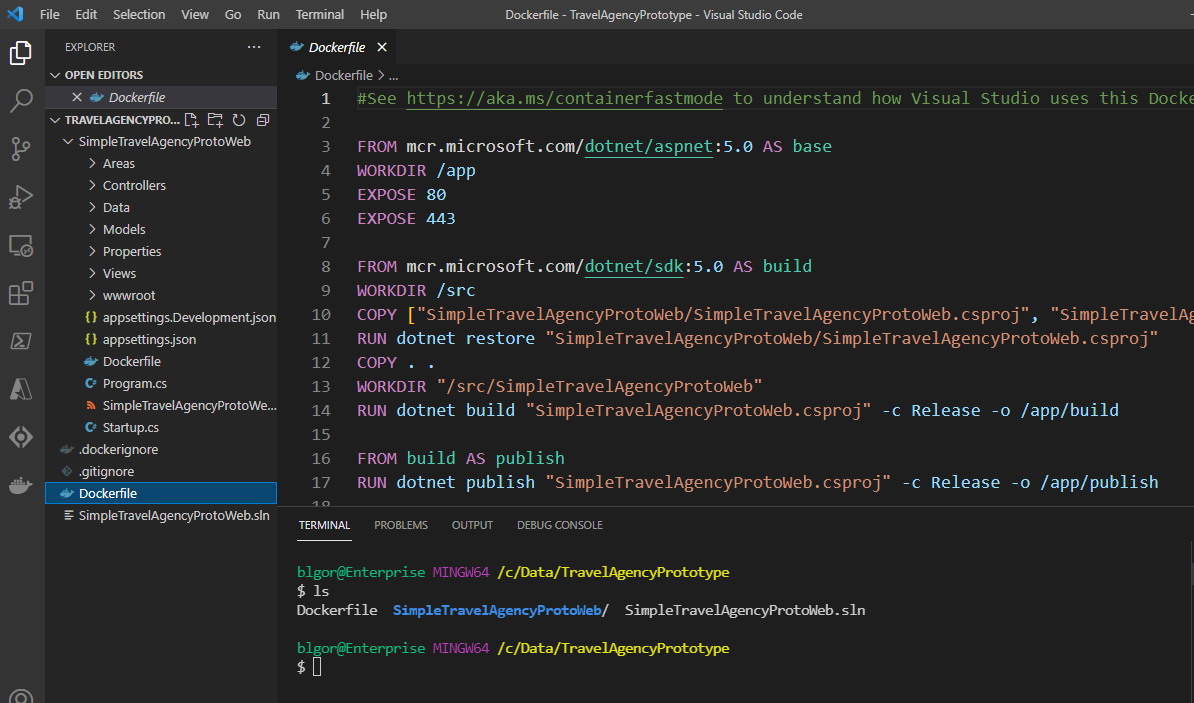 File Edit Selection View Go Run Terminal Help
Dockerfile - TravelAgencyPrototype - Visual Studio Code
EXPLORER ...
OPEN EDITORS
Dockerfile
TRAVELAGENCYPRO...
SimpleTravelAgencyProtoWeb
Areas
Controllers
Data
Models
Properties
Views
wwwroot
{} appsettings.Development.json
{} appsettings.json
Dockerfile
C# Program.cs
SimpleTravelAgencyProtoWe...
C# Startup.cs
.dockerignore
.gitignore
Dockerfile
SimpleTravelAgencyProtoWeb.sln
Dockerfile
Dockerfile > ...
1 #See https://aka.ms/containerfastmode to understand how Visual Studio uses this Docke
2
3 FROM mcr.microsoft.com/dotnet/aspnet:5.0 AS base
4 WORKDIR /app
5 EXPOSE 80
6 EXPOSE 443
7
8 FROM mcr.microsoft.com/dotnet/sdk:5.0 AS build
9 WORKDIR /src
10 COPY ["SimpleTravelAgencyProtoWeb/SimpleTravelAgencyProtoWeb.csproj", "SimpleTravelAg
11 RUN dotnet restore "SimpleTravelAgencyProtoWeb/SimpleTravelAgencyProtoWeb.csproj"
12 COPY . .
13 WORKDIR "/src/SimpleTravelAgencyProtoWeb"
14 RUN dotnet build "SimpleTravelAgencyProtoWeb.csproj" -c Release -o /app/build
15
16 FROM build AS publish
17 RUN dotnet publish "SimpleTravelAgencyProtoWeb.csproj" -c Release -o /app/publish
18
TERMINAL PROBLEMS OUTPUT DEBUG CONSOLE
blgor@Enterprise MINGW64 /c/Data/TravelAgencyPrototype
$ ls
Dockerfile SimpleTravelAgencyProtoWeb/ SimpleTravelAgencyProtoWeb.sln
blgor@Enterprise MINGW64 /c/Data/TravelAgencyPrototype
$